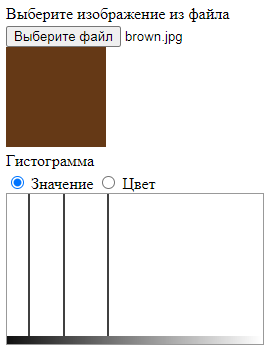 Выберите изображение из файла
Выберите файл brown.jpg
Гистограмма
Значение Цвет